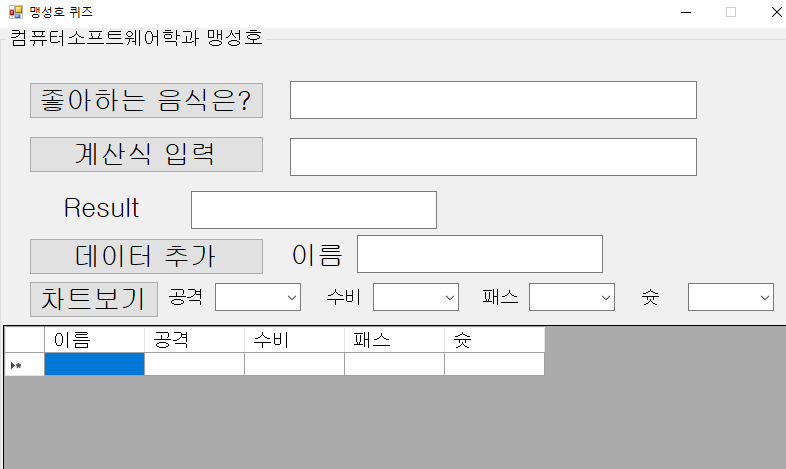 맹성호 퀴즈
컴퓨터소프트웨어학과 맹성호
좋아하는 음식은?
계산식 입력
Result
데이터 추가 이름
차트보기 공격 수비 패스 슛
이름 공격 수비 패스 슛